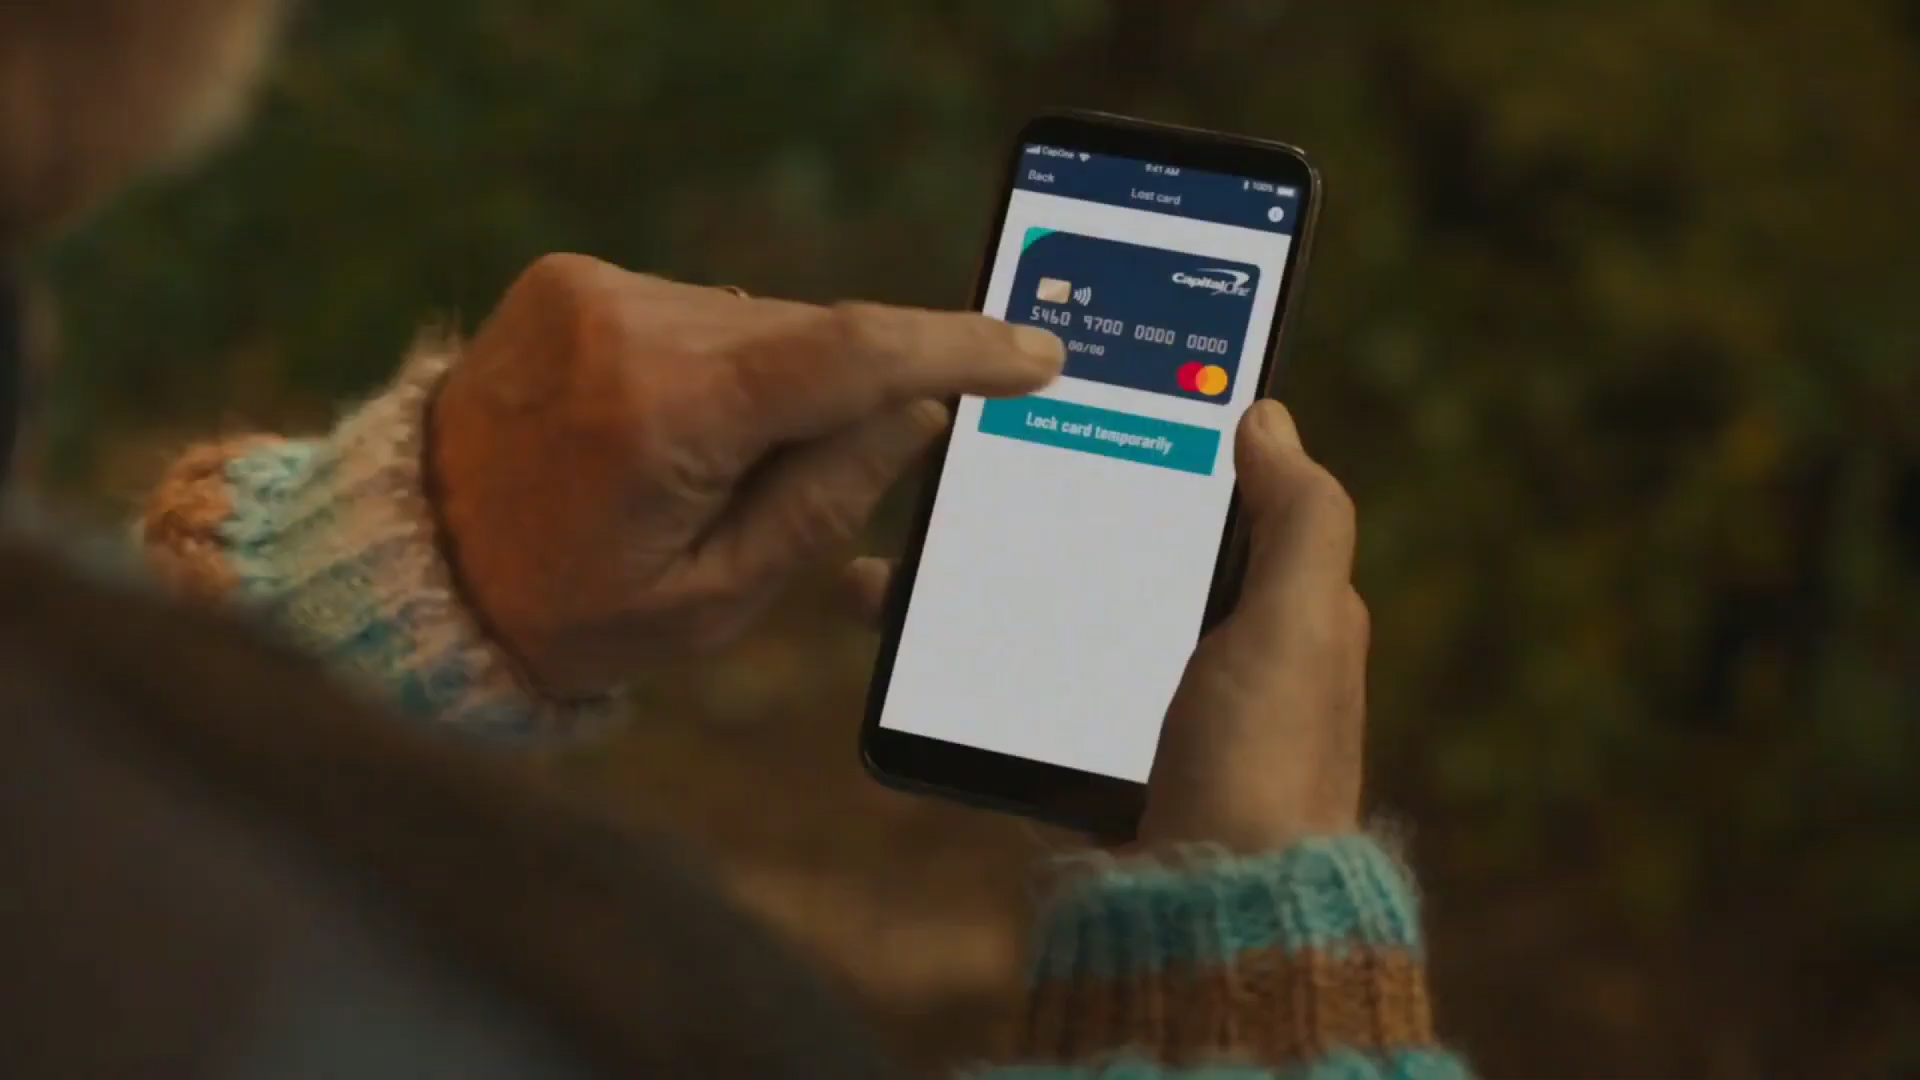 CapOne 9:41 AM 100%
Back
Lost card
Capital One
5460 9700 0000 0000
00/00
Lock card temporarily